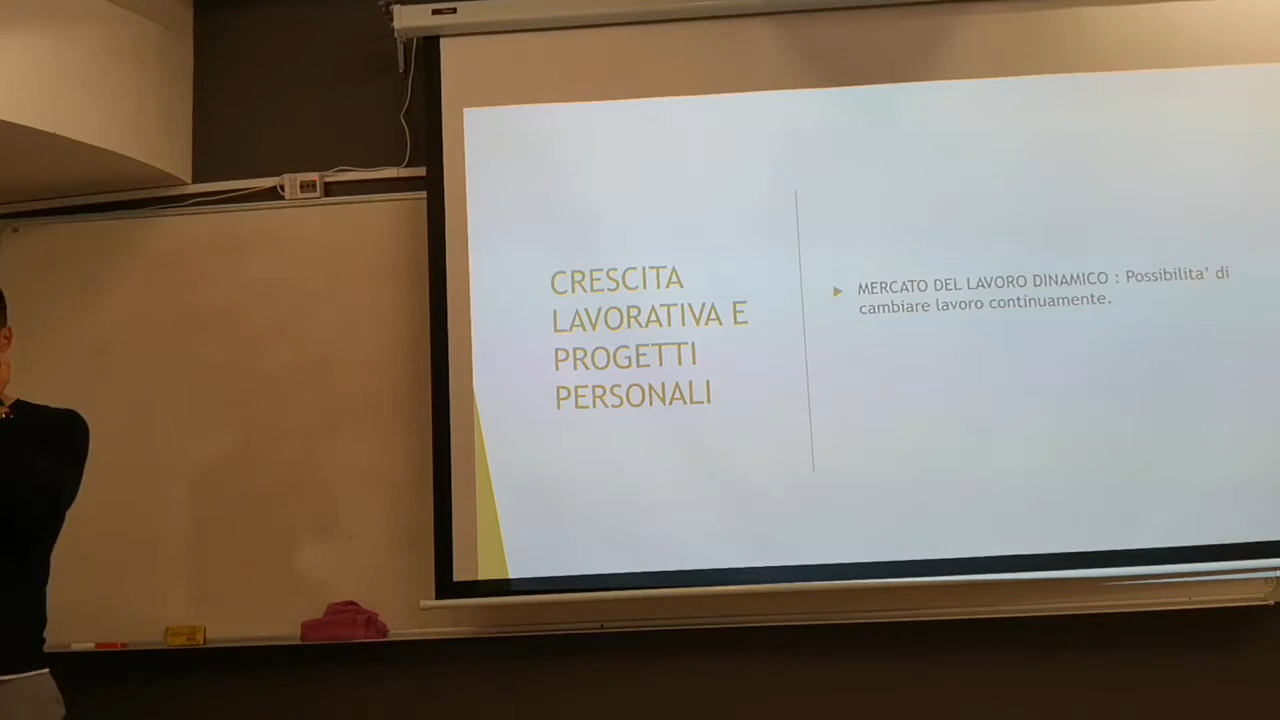 CRESCITA
LAVORATIVA E
PROGETTI
PERSONALI
MERCATO DEL LAVORO DINAMICO : Possibilita' di
cambiare lavoro continuamente.